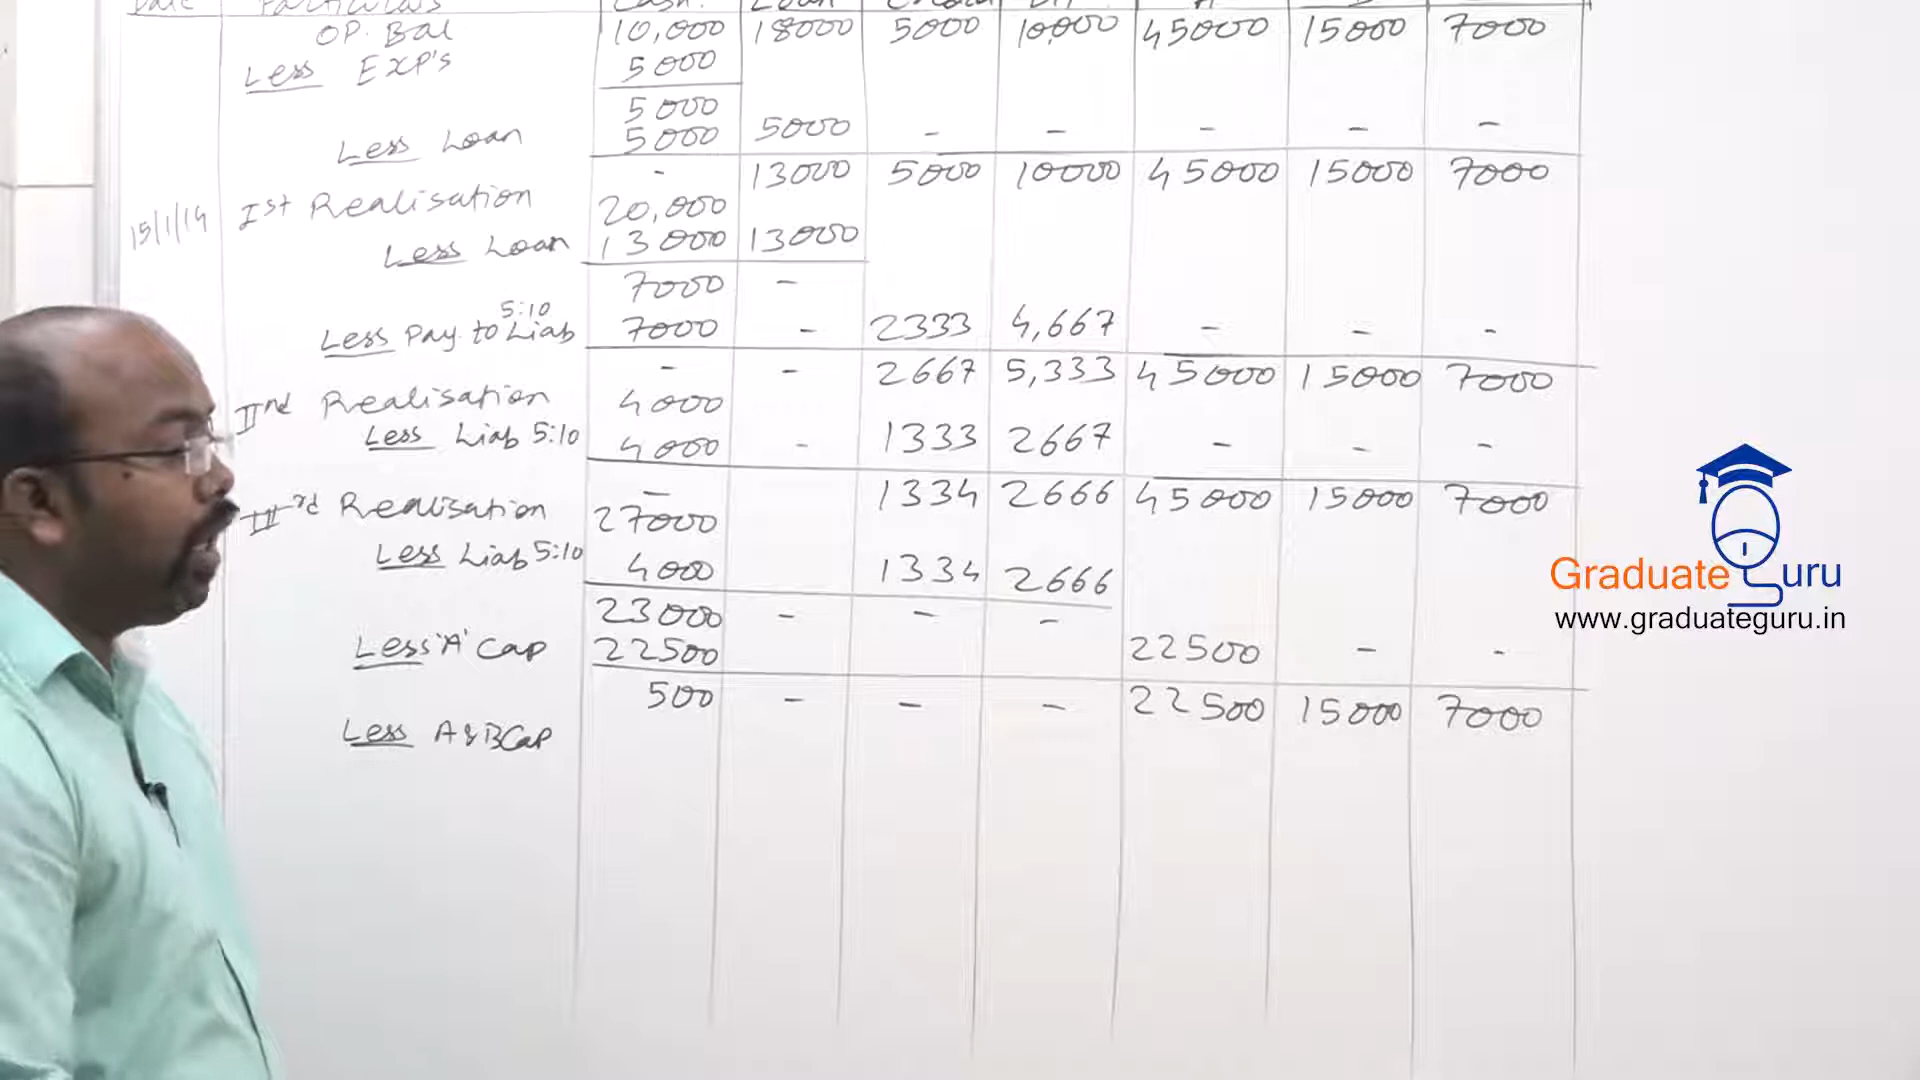 Date Particulars Cash Loan
OP. Bal 10,000 18000 5000 10,000 45000 15000 7000
Less Exp's 5000
5000
Less Loan 5000 5000 - - - - -
- 13000 5000 10000 45000 15000 7000
15/1/14 Ist Realisation 20,000
Less Loan 13000 13000
7000 -
5:10
Less Pay. to Liab 7000 - 2333 4,667 - - -
- - 2667 5,333 45000 15000 7000
IInd Realisation 4000
Less Liab 5:10 4000 - 1333 2667 - - -
- 1334 2666 45000 15000 7000
IIIrd Realisation 27000
Less Liab 5:10 4000 1334 2666
23000 - - -
Less 'A' Cap 22500 22500 - -
500 - - - 22500 15000 7000
Less A&B Cap
Graduate Guru
www.graduateguru.in